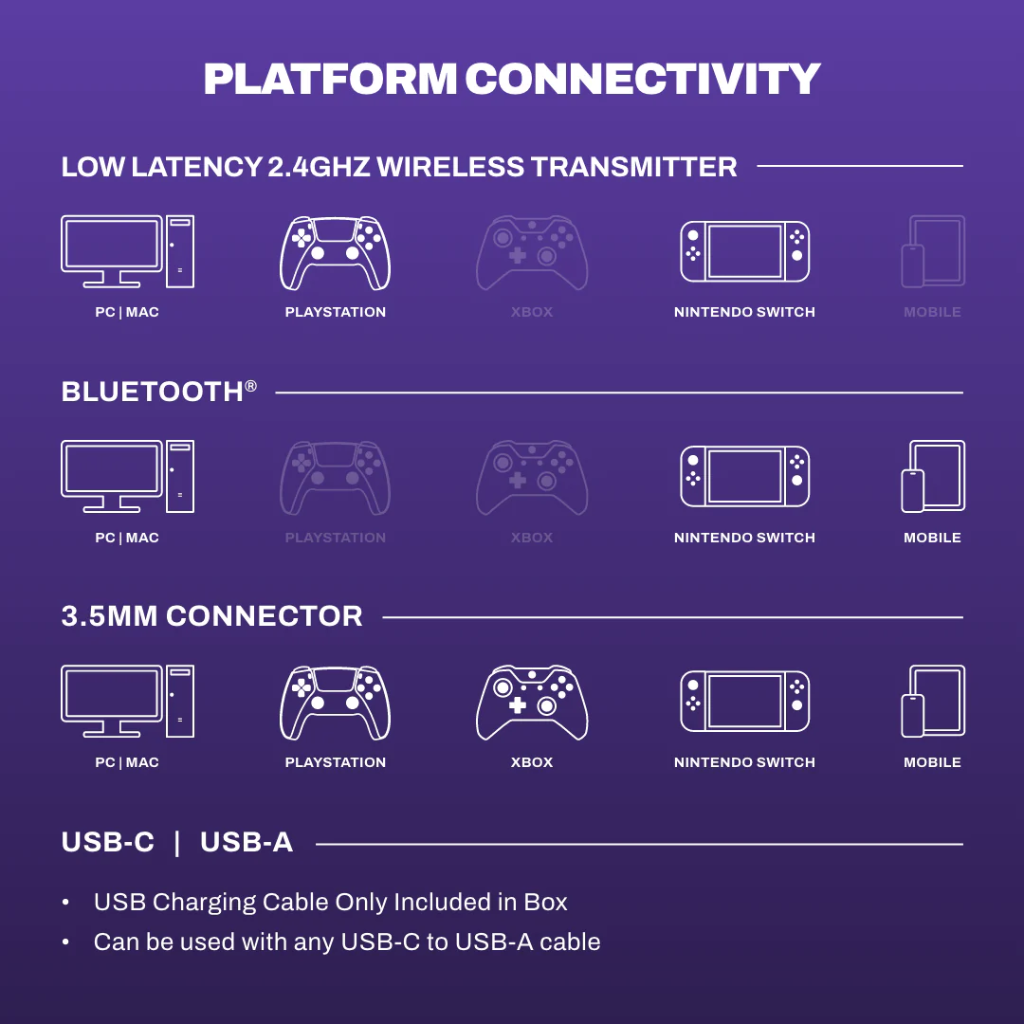 PLATFORM CONNECTIVITY
LOW LATENCY 2.4GHZ WIRELESS TRANSMITTER
PC | MAC PLAYSTATION XBOX NINTENDO SWITCH MOBILE
BLUETOOTH®
PC | MAC PLAYSTATION XBOX NINTENDO SWITCH MOBILE
3.5MM CONNECTOR
PC | MAC PLAYSTATION XBOX NINTENDO SWITCH MOBILE
USB-C | USB-A
• USB Charging Cable Only Included in Box
• Can be used with any USB-C to USB-A cable